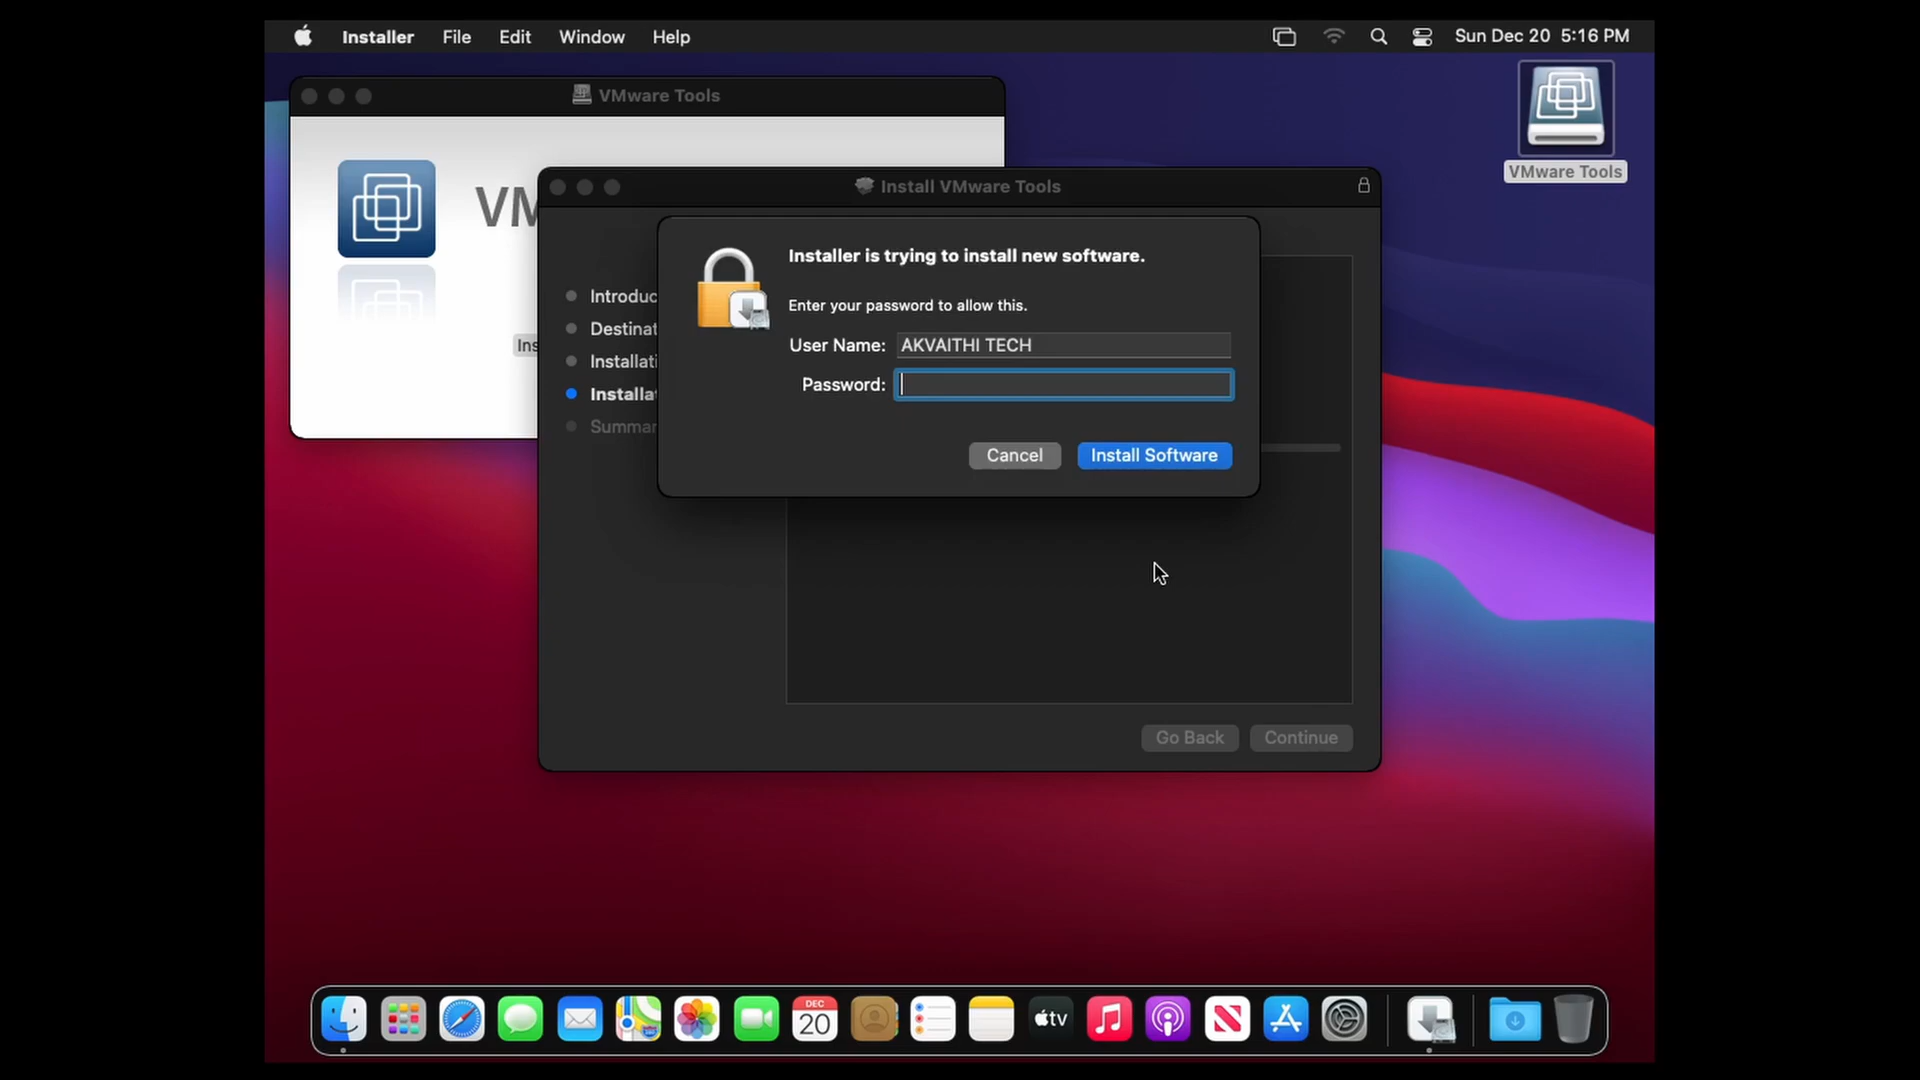 Installer File Edit Window Help Sun Dec 20 5:16 PM
VMware Tools
VMware Tools
VM
Install VMware Tools
Installer is trying to install new software.
Enter your password to allow this.
User Name: AKVAITHI TECH
Password:
Cancel Install Software
Introduc
Destinat
Installati
Installat
Summar
Ins
Go Back Continue
DEC
20
tv